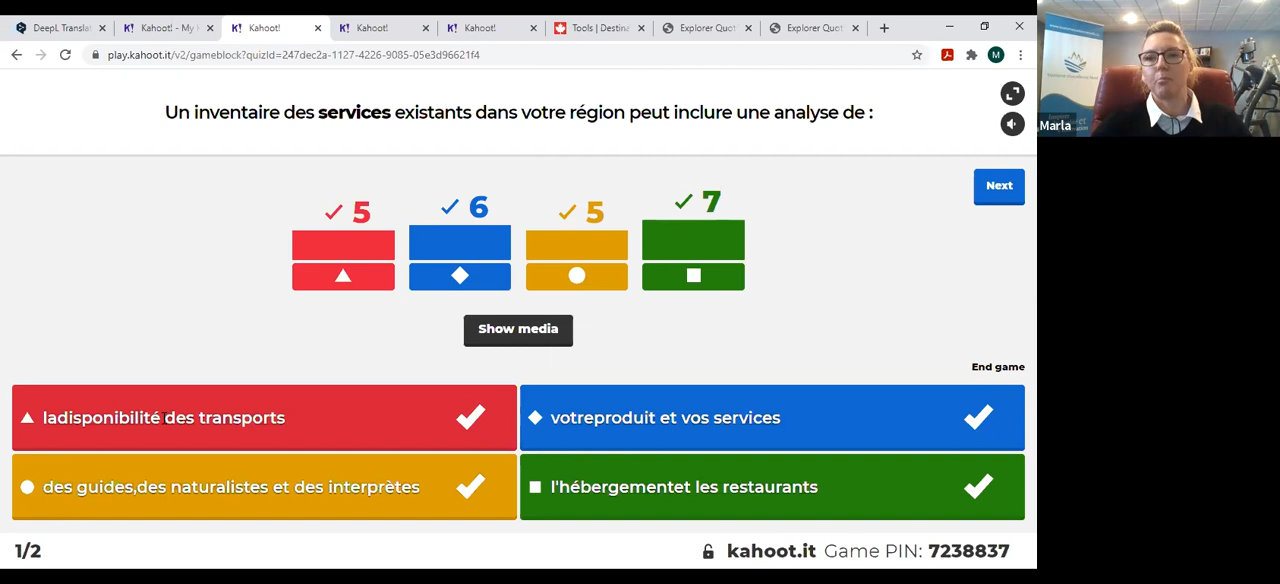 DeepL Translat
Kahoot! - My K
Kahoot!
Kahoot!
Kahoot!
Tools | Destina
Explorer Quot
Explorer Quot
play.kahoot.it/v2/gameblock?quizId=247dec2a-1127-4226-9085-05e3d96621f4
M
Marla
Un inventaire des services existants dans votre région peut inclure une analyse de :
Next
5
6
5
7
Show media
End game
ladisponibilité des transports
votreproduit et vos services
des guides,des naturalistes et des interprètes
l'hébergementet les restaurants
1/2
kahoot.it Game PIN: 7238837